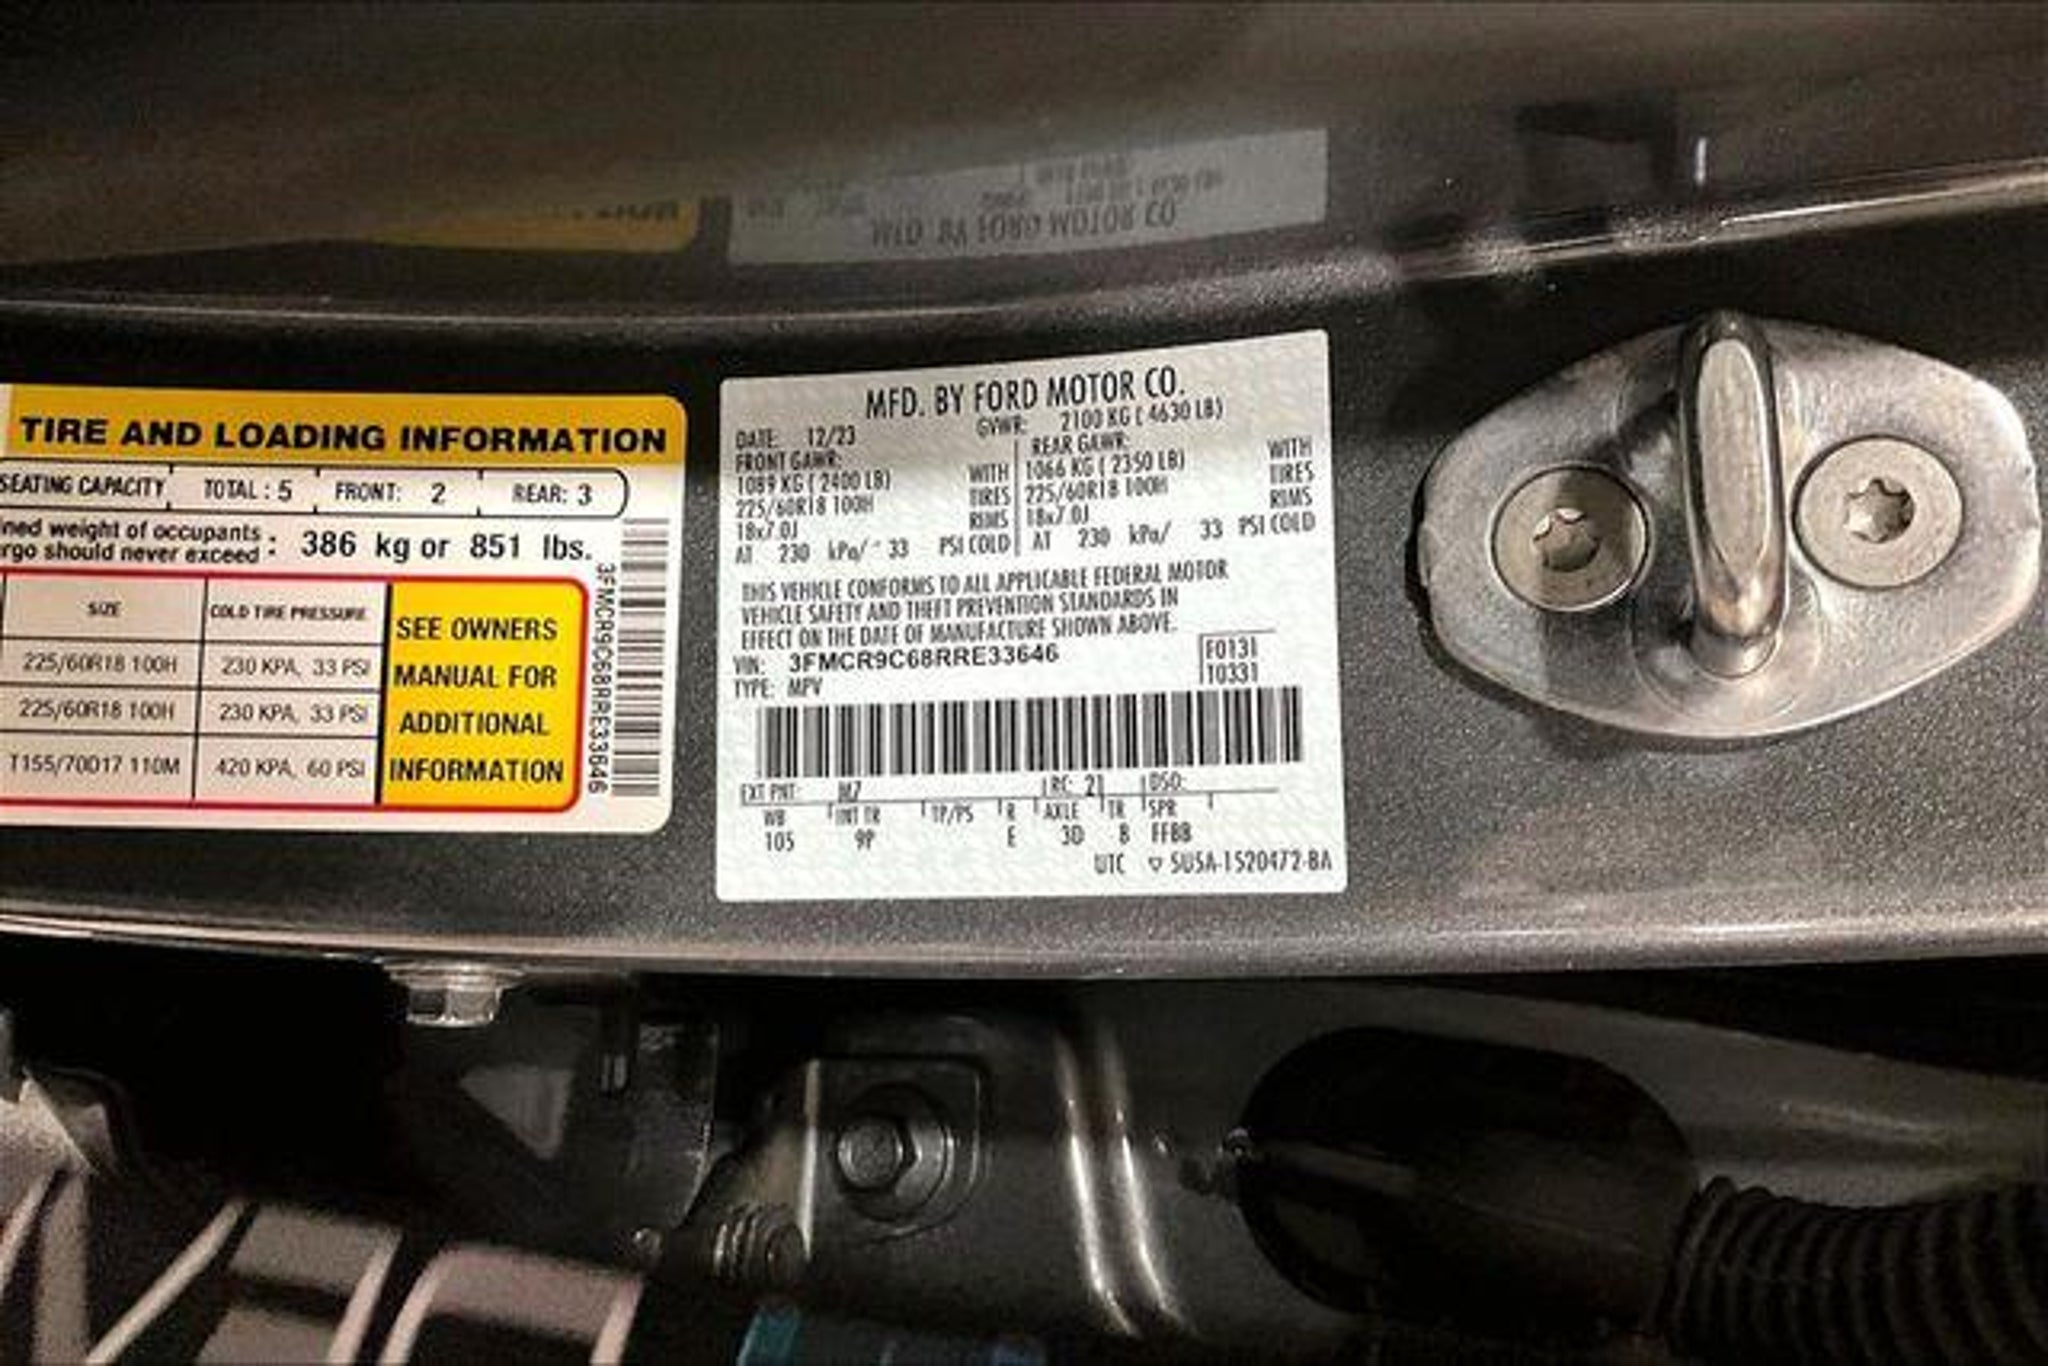 TIRE AND LOADING INFORMATION
SEATING CAPACITY TOTAL : 5 FRONT: 2 REAR: 3
ined weight of occupants
rgo should never exceed : 386 kg or 851 lbs.
SIZE COLD TIRE PRESSURE
225/60R18 100H 230 KPA, 33 PSI
225/60R18 100H 230 KPA, 33 PSI
T155/70D17 110M 420 KPA, 60 PSI
SEE OWNERS
MANUAL FOR
ADDITIONAL
INFORMATION
3FMCR9C68RRE33646
MFD. BY FORD MOTOR CO.
DATE: 12/23 GVWR: 2100 KG ( 4630 LB)
FRONT GAWR: REAR GAWR:
1089 KG ( 2400 LB) WITH 1066 KG ( 2350 LB) WITH
225/60R18 100H TIRES 225/60R18 100H TIRES
18x7.0J RIMS 18x7.0J RIMS
AT 230 kPa/ 33 PSI COLD AT 230 kPa/ 33 PSI COLD
THIS VEHICLE CONFORMS TO ALL APPLICABLE FEDERAL MOTOR
VEHICLE SAFETY AND THEFT PREVENTION STANDARDS IN
EFFECT ON THE DATE OF MANUFACTURE SHOWN ABOVE.
VIN: 3FMCR9C68RRE33646 F0131
TYPE: MPV T0331
EXT PNT: M7 RC: 21 DSO:
WB INT TR TP/PS R AXLE TR SPR
105 9P E 3D 8 FFBB
UTC ▽ 5U5A-1520472-BA